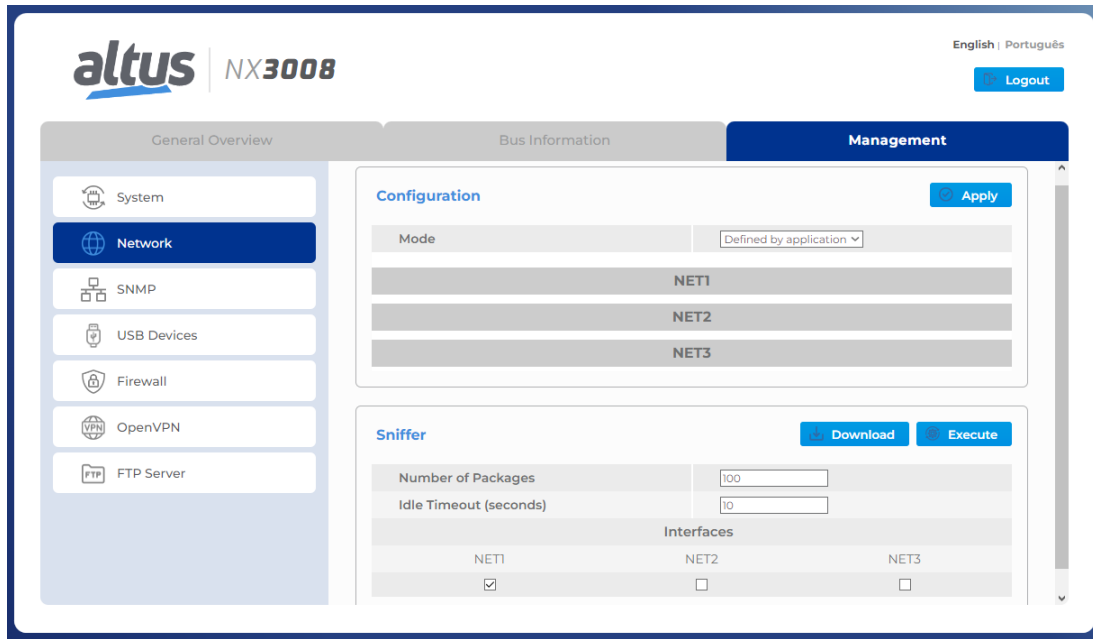 altus NX3008
English | Português
Logout
General Overview
Bus Information
Management
System
Network
SNMP
USB Devices
Firewall
VPN
OpenVPN
FTP
FTP Server
Configuration
Apply
Mode
Defined by application
NET1
NET2
NET3
Sniffer
Download
Execute
Number of Packages
100
Idle Timeout (seconds)
10
Interfaces
NET1
NET2
NET3